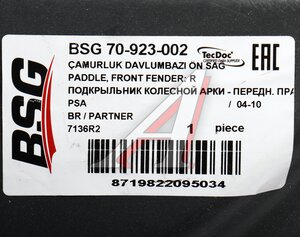 BSG
BSG 70-923-002
TecDoc
EAC
ÇAMURLUK DAVLUMBAZI ON SAG
PADDLE, FRONT FENDER: R
ПОДКРЫЛЬНИК КОЛЕСНОЙ АРКИ - ПЕРЕДН. ПРА
PSA / 04-10
BR / PARTNER
7136R2 1 piece
8719822095034